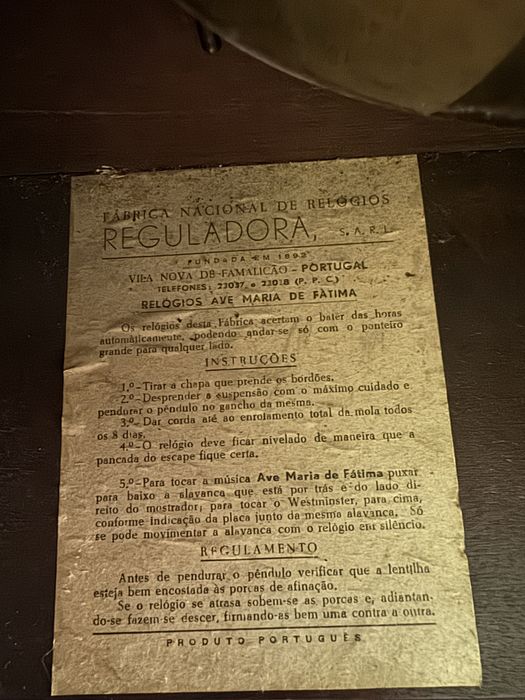 FÁBRICA NACIONAL DE RELÓGIOS
REGULADORA, S. A. R. L.
FUNDADA EM 1892
VILA NOVA DE FAMALICÃO - PORTUGAL
TELEFONES: 23037 e 23018 (P. P. C.)
RELÓGIOS AVE MARIA DE FÁTIMA
Os relógios desta Fábrica acertam o bater das horas
automàticamente, podendo andar-se só com o ponteiro
grande para qualquer lado.
INSTRUÇÕES
1.º-Tirar a chapa que prende os bordões.
2.º-Desprender a suspensão com o máximo cuidado e
pendurar o pêndulo no gancho da mesma.
3.º-Dar corda até ao enrolamento total da mola todos
os 8 dias.
4.º-O relógio deve ficar nivelado de maneira que a
pancada do escape fique certa.
5.º-Para tocar a música Ave Maria de Fátima puxar
para baixo a alavanca que está por trás e do lado di-
reito do mostrador; para tocar o Westminster, para cima,
conforme indicação da placa junto da mesma alavanca. Só
se pode movimentar a alavanca com o relógio em silêncio.
REGULAMENTO
Antes de pendurar o pêndulo verificar que a lentilha
esteja bem encostada às porcas de afinação.
Se o relógio se atrasa sobem-se as porcas e, adiantan-
do-se fazem-se descer, firmando-as bem uma contra a outra.
PRODUTO PORTUGUÊS